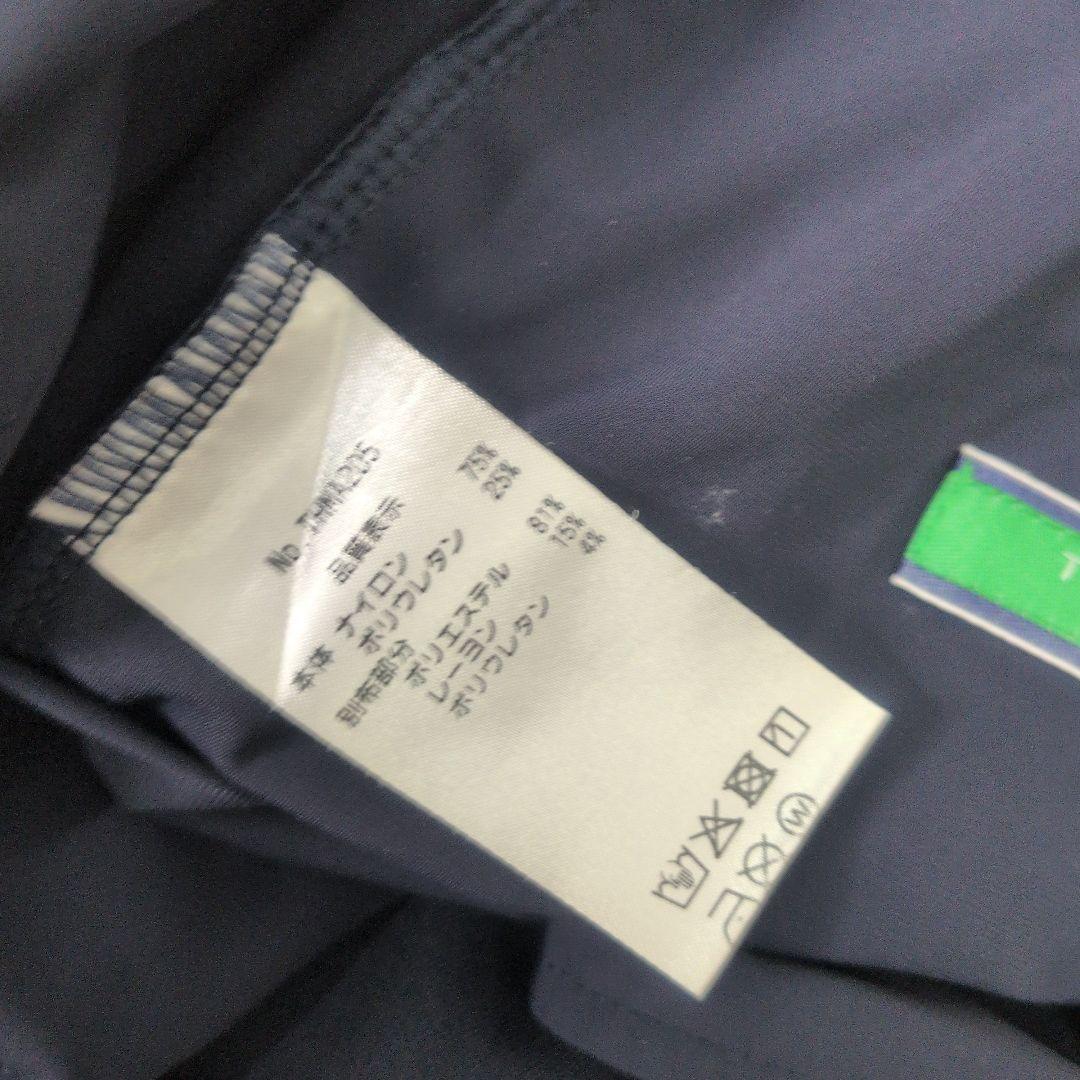 No. THMA205
品質表示
本体 ナイロン 75%
ポリウレタン 25%
別布部分
ポリエステル 81%
レーヨン 15%
ポリウレタン 4%
W
T